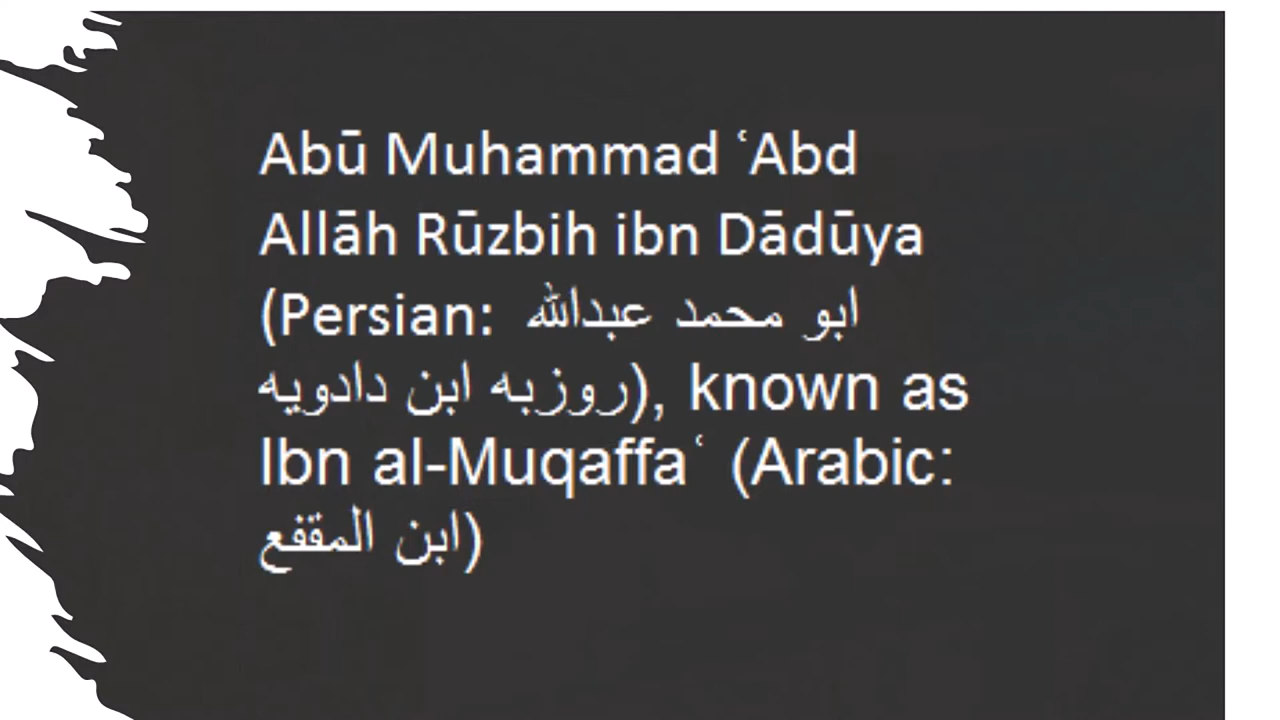 Abū Muhammad ʿAbd
Allāh Rūzbih ibn Dādūya
(Persian: ابو محمد عبدالله
روزبه ابن دادویه), known as
Ibn al-Muqaffaʿ (Arabic:
ابن المقفع)